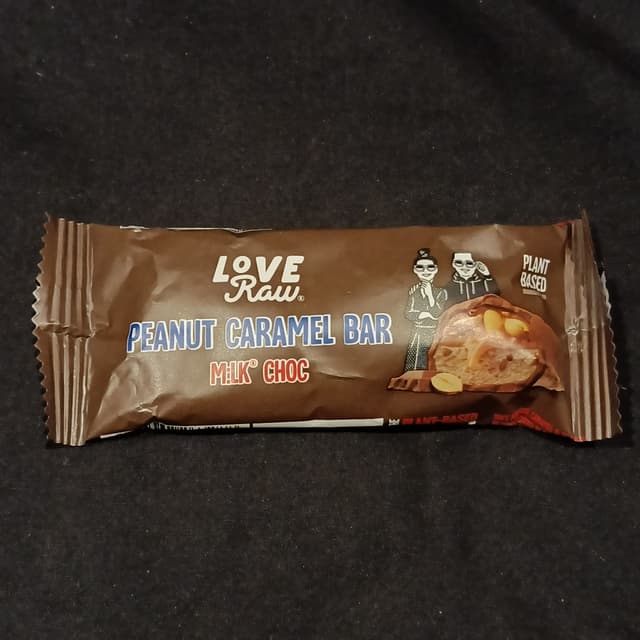 LOVE
Raw®
PEANUT CARAMEL BAR
M:LK® CHOC
PLANT
BASED